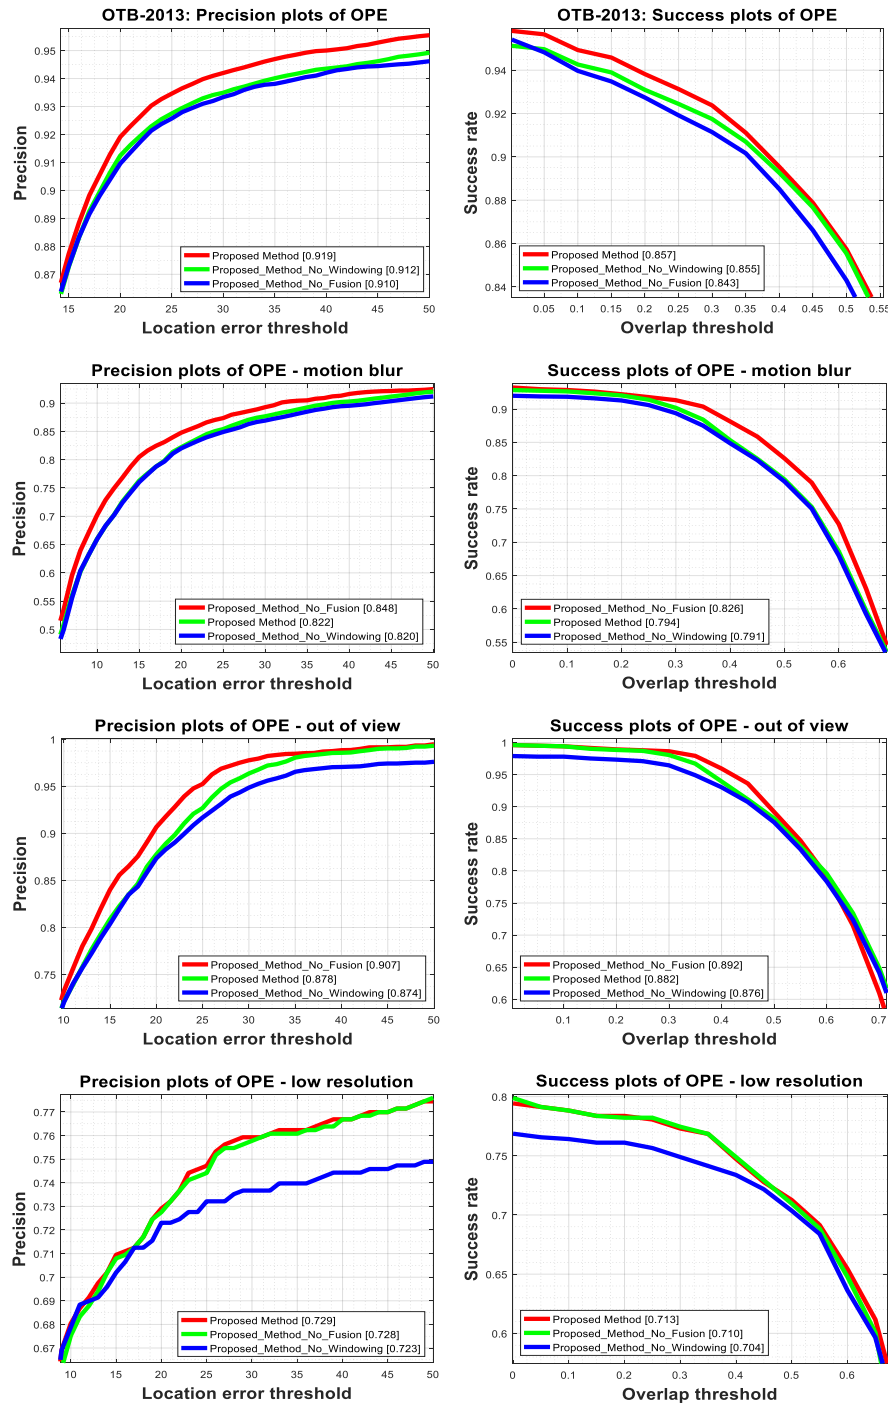 OTB-2013: Precision plots of OPE
Precision
0.95
0.94
0.93
0.92
0.91
0.9
0.89
0.88
0.87
Proposed Method [0.919]
Proposed_Method_No_Windowing [0.912]
Proposed_Method_No_Fusion [0.910]
15 20 25 30 35 40 45 50
Location error threshold
OTB-2013: Success plots of OPE
Success rate
0.94
0.92
0.9
0.88
0.86
0.84
Proposed Method [0.857]
Proposed_Method_No_Windowing [0.855]
Proposed_Method_No_Fusion [0.843]
0.05 0.1 0.15 0.2 0.25 0.3 0.35 0.4 0.45 0.5 0.55
Overlap threshold
Precision plots of OPE - motion blur
Precision
0.9
0.85
0.8
0.75
0.7
0.65
0.6
0.55
0.5
Proposed_Method_No_Fusion [0.848]
Proposed Method [0.822]
Proposed_Method_No_Windowing [0.820]
10 15 20 25 30 35 40 45 50
Location error threshold
Success plots of OPE - motion blur
Success rate
0.9
0.85
0.8
0.75
0.7
0.65
0.6
0.55
Proposed_Method_No_Fusion [0.826]
Proposed Method [0.794]
Proposed_Method_No_Windowing [0.791]
0 0.1 0.2 0.3 0.4 0.5 0.6
Overlap threshold
Precision plots of OPE - out of view
Precision
1
0.95
0.9
0.85
0.8
0.75
Proposed_Method_No_Fusion [0.907]
Proposed Method [0.878]
Proposed_Method_No_Windowing [0.874]
10 15 20 25 30 35 40 45 50
Location error threshold
Success plots of OPE - out of view
Success rate
1
0.95
0.9
0.85
0.8
0.75
0.7
0.65
0.6
Proposed_Method_No_Fusion [0.892]
Proposed Method [0.882]
Proposed_Method_No_Windowing [0.876]
0.1 0.2 0.3 0.4 0.5 0.6 0.7
Overlap threshold
Precision plots of OPE - low resolution
Precision
0.77
0.76
0.75
0.74
0.73
0.72
0.71
0.7
0.69
0.68
0.67
Proposed Method [0.729]
Proposed_Method_No_Fusion [0.728]
Proposed_Method_No_Windowing [0.723]
10 15 20 25 30 35 40 45 50
Location error threshold
Success plots of OPE - low resolution
Success rate
0.8
0.75
0.7
0.65
0.6
Proposed Method [0.713]
Proposed_Method_No_Fusion [0.710]
Proposed_Method_No_Windowing [0.704]
0 0.1 0.2 0.3 0.4 0.5 0.6
Overlap threshold